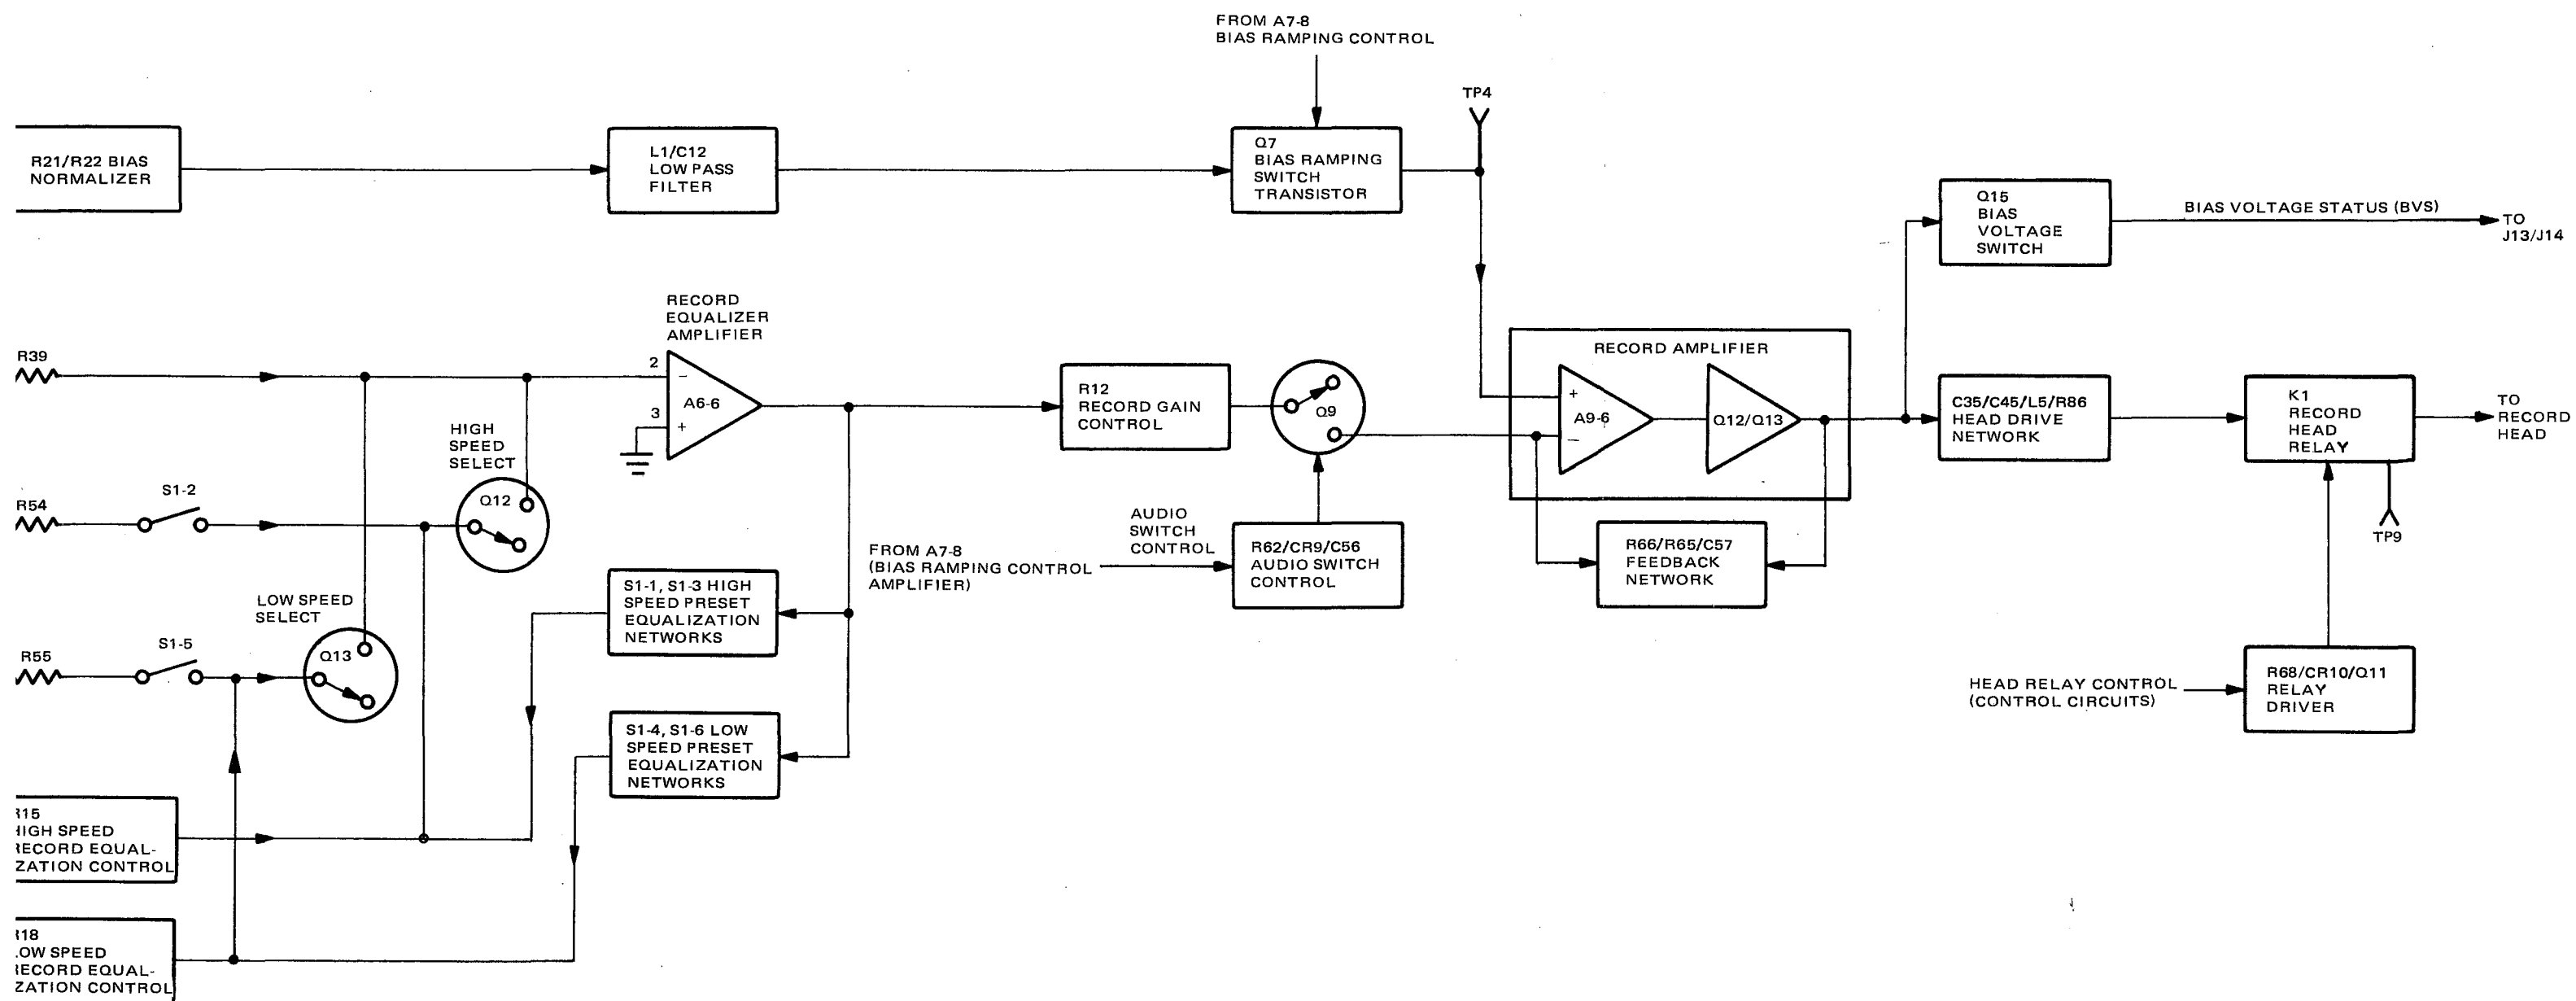 FROM A7-8
BIAS RAMPING CONTROL
TP4
R21/R22 BIAS
NORMALIZER
L1/C12
LOW PASS
FILTER
Q7
BIAS RAMPING
SWITCH
TRANSISTOR
Q15
BIAS
VOLTAGE
SWITCH
BIAS VOLTAGE STATUS (BVS)
TO
J13/J14
RECORD
EQUALIZER
AMPLIFIER
R39
2
−
A6-6
3
+
R12
RECORD GAIN
CONTROL
Q9
RECORD AMPLIFIER
+
A9-6
−
Q12/Q13
C35/C45/L5/R86
HEAD DRIVE
NETWORK
K1
RECORD
HEAD
RELAY
TO
RECORD
HEAD
TP9
HIGH
SPEED
SELECT
Q12
R54
S1-2
AUDIO
SWITCH
CONTROL
FROM A7-8
(BIAS RAMPING CONTROL
AMPLIFIER)
R62/CR9/C56
AUDIO SWITCH
CONTROL
R66/R65/C57
FEEDBACK
NETWORK
LOW SPEED
SELECT
Q13
R55
S1-5
S1-1, S1-3 HIGH
SPEED PRESET
EQUALIZATION
NETWORKS
S1-4, S1-6 LOW
SPEED PRESET
EQUALIZATION
NETWORKS
HEAD RELAY CONTROL
(CONTROL CIRCUITS)
R68/CR10/Q11
RELAY
DRIVER
15
HIGH SPEED
RECORD EQUAL-
ZATION CONTROL
18
OW SPEED
RECORD EQUAL-
ZATION CONTROL